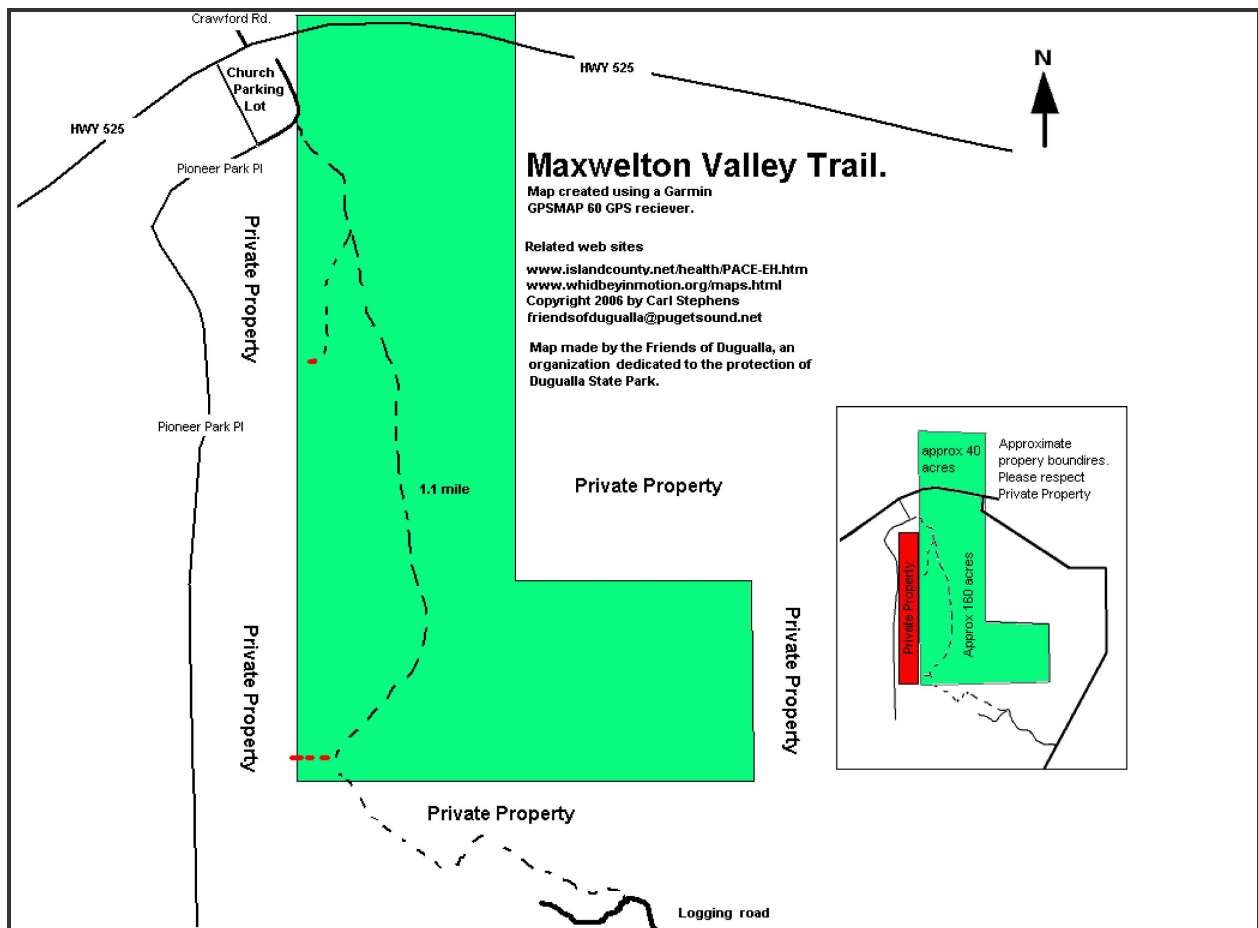 Crawford Rd.
HWY 525
Church
Parking
Lot
N
HWY 525
Maxwelton Valley Trail.
Pioneer Park Pl
Map created using a Garmin
GPSMAP 60 GPS reciever.
Private Property
Related web sites
www.islandcounty.net/health/PACE-EH.htm
www.whidbeyinmotion.org/maps.html
Copyright 2006 by Carl Stephens
friendsofdugualla@pugetsound.net
Map made by the Friends of Dugualla, an
organization dedicated to the protection of
Dugualla State Park.
Pioneer Park Pl
approx 40
acres
Approximate
propery boundires.
Please respect
Private Property
1.1 mile
Private Property
Private Property
Approx 160 acres
Private Property
Private Property
Private Property
Logging road